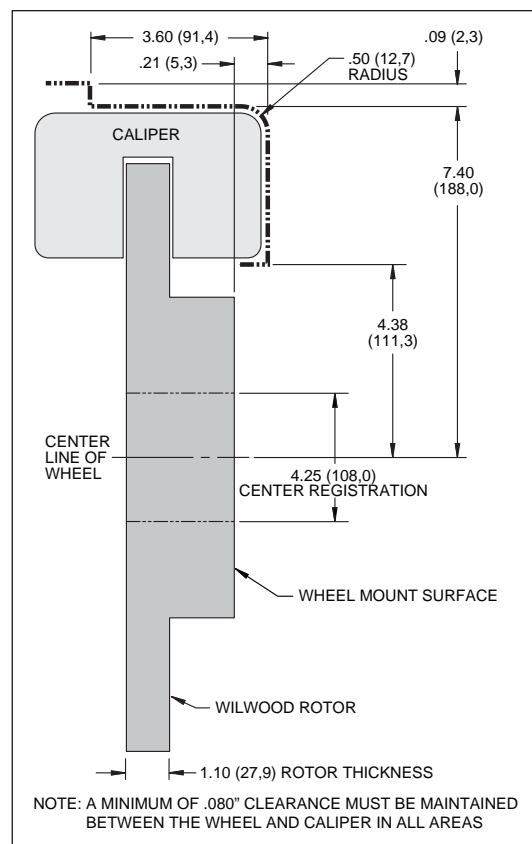 3.60 (91,4)
.09 (2,3)
.21 (5,3)
.50 (12,7)
RADIUS
CALIPER
7.40
(188,0)
4.38
(111,3)
CENTER
LINE OF
WHEEL
4.25 (108,0)
CENTER REGISTRATION
WHEEL MOUNT SURFACE
WILWOOD ROTOR
1.10 (27,9) ROTOR THICKNESS
NOTE: A MINIMUM OF .080" CLEARANCE MUST BE MAINTAINED
BETWEEN THE WHEEL AND CALIPER IN ALL AREAS